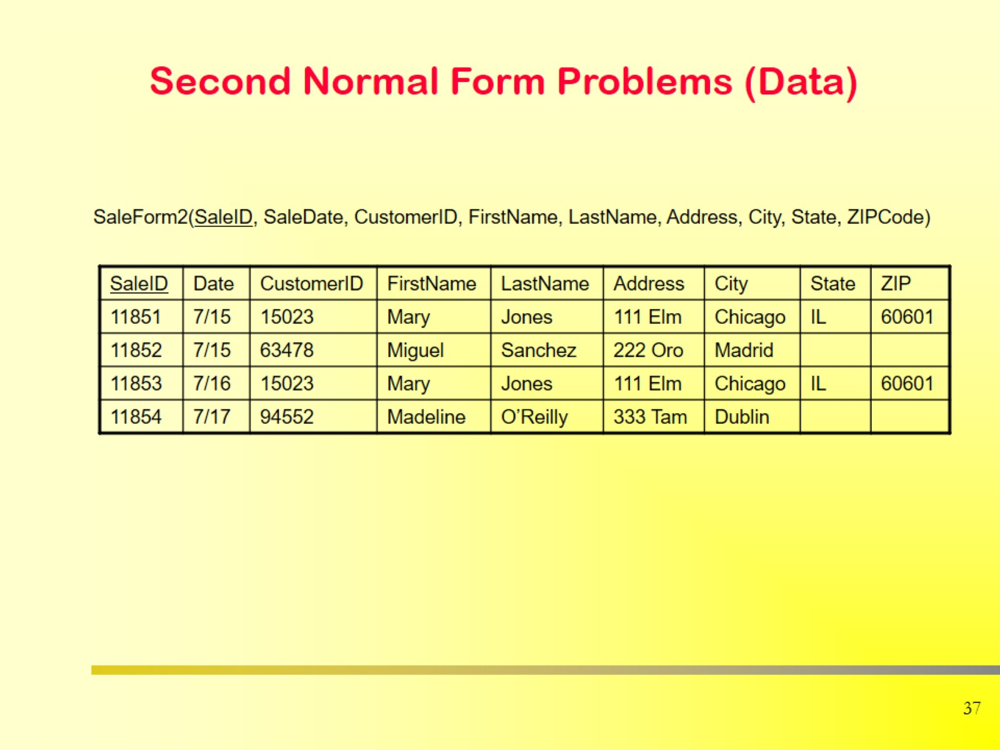 Second Normal Form Problems (Data)
SaleForm2(SaleID, SaleDate, CustomerID, FirstName, LastName, Address, City, State, ZIPCode)
SaleID Date CustomerID FirstName LastName Address City State ZIP
11851 7/15 15023 Mary Jones 111 Elm Chicago IL 60601
11852 7/15 63478 Miguel Sanchez 222 Oro Madrid
11853 7/16 15023 Mary Jones 111 Elm Chicago IL 60601
11854 7/17 94552 Madeline O’Reilly 333 Tam Dublin
37